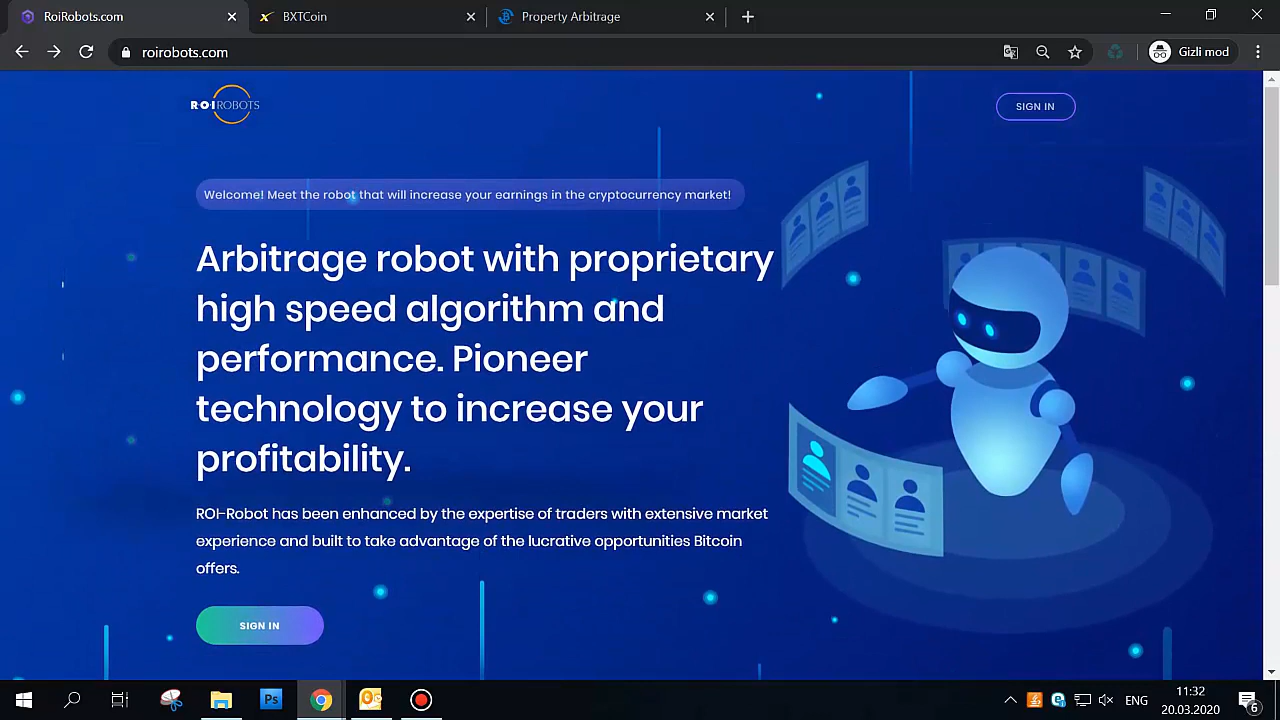 RoiRobots.com
BXTCoin
Property Arbitrage
roirobots.com
Gizli mod
ROIROBOTS
SIGN IN
Welcome! Meet the robot that will increase your earnings in the cryptocurrency market!
Arbitrage robot with proprietary
high speed algorithm and
performance. Pioneer
technology to increase your
profitability.
ROI-Robot has been enhanced by the expertise of traders with extensive market
experience and built to take advantage of the lucrative opportunities Bitcoin
offers.
SIGN IN
Ps
ENG
11:32
20.03.2020
6